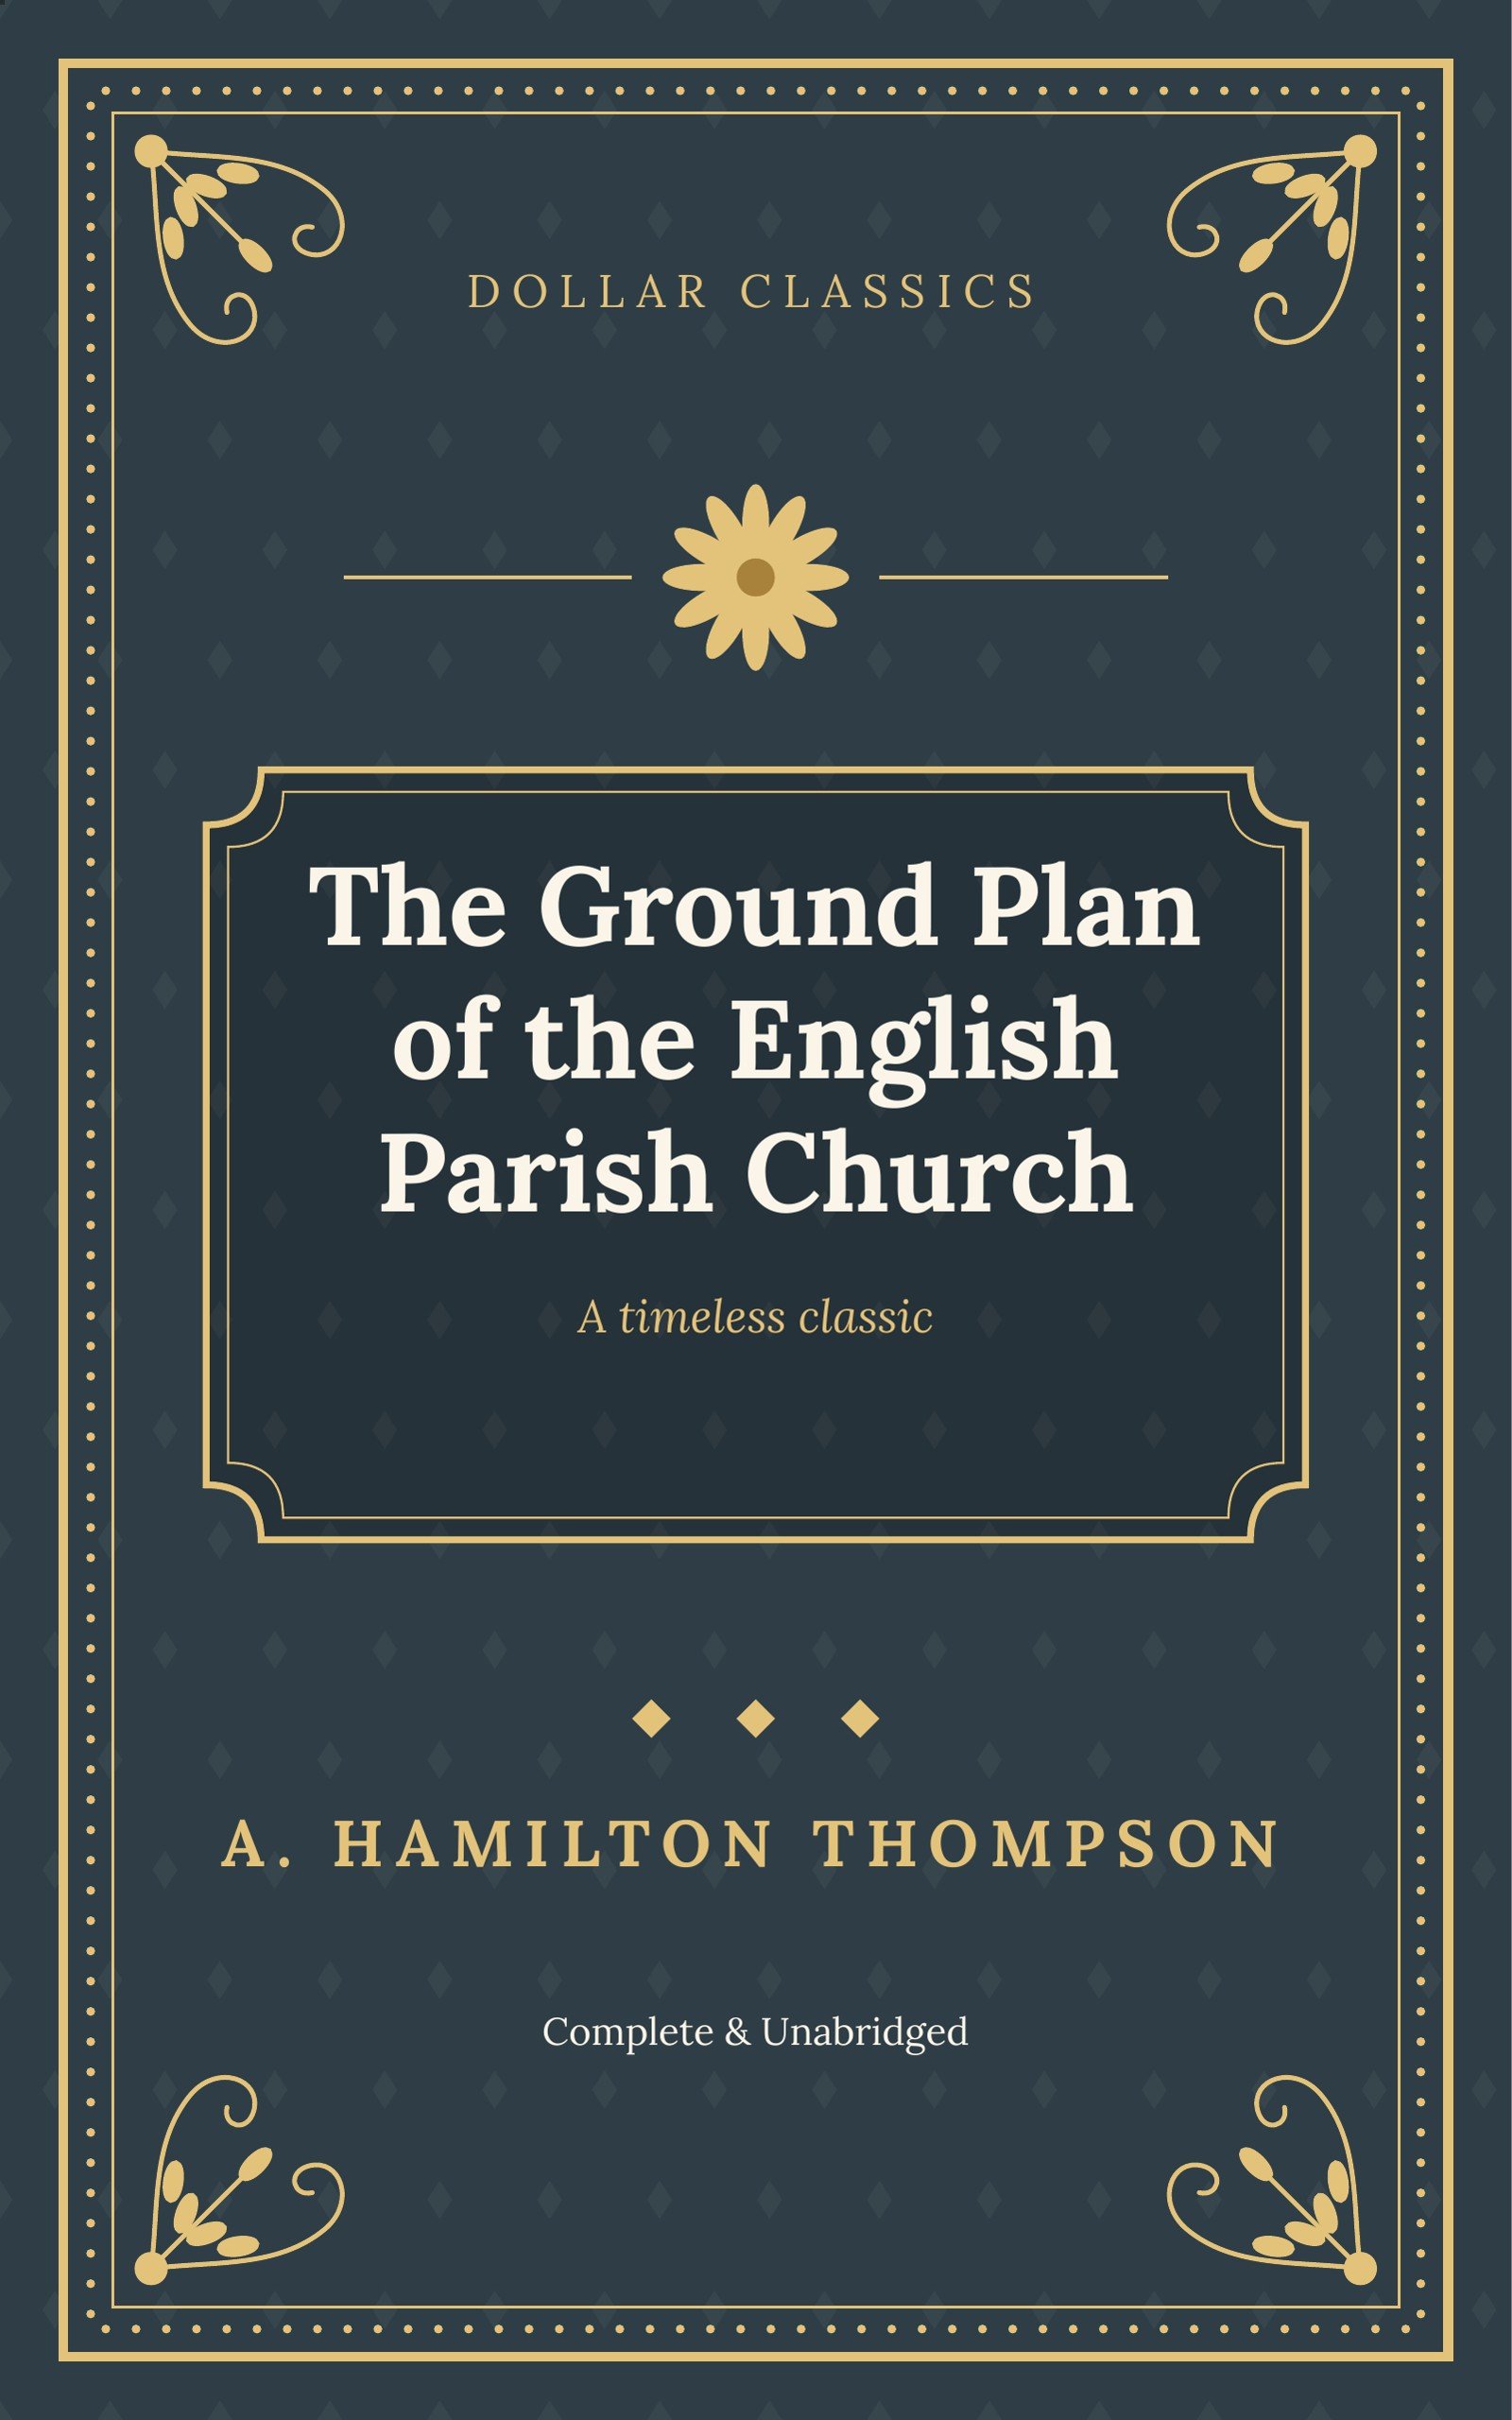 DOLLAR CLASSICS
The Ground Plan
of the English
Parish Church
A timeless classic
A. HAMILTON THOMPSON
Complete & Unabridged